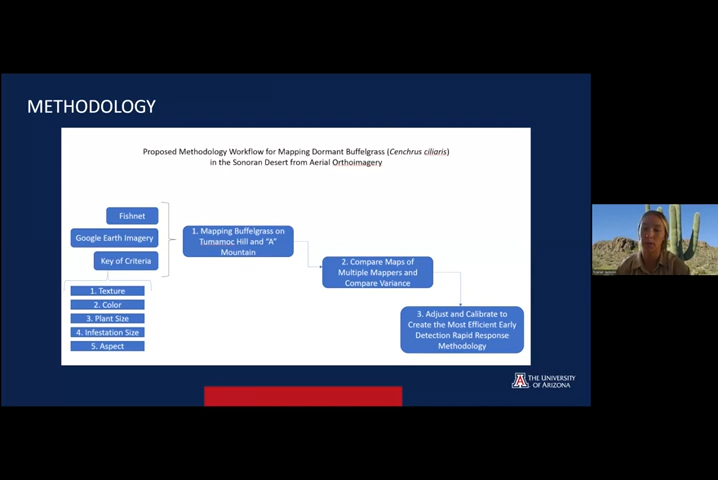 METHODOLOGY
Proposed Methodology Workflow for Mapping Dormant Buffelgrass (Cenchrus ciliaris)
in the Sonoran Desert from Aerial Orthoimagery
Fishnet
Google Earth Imagery
Key of Criteria
1. Texture
2. Color
3. Plant Size
4. Infestation Size
5. Aspect
1. Mapping Buffelgrass on
Tumamoc Hill and "A"
Mountain
2. Compare Maps of
Multiple Mappers and
Compare Variance
3. Adjust and Calibrate to
Create the Most Efficient Early
Detection Rapid Response
Methodology
A
THE UNIVERSITY
OF ARIZONA